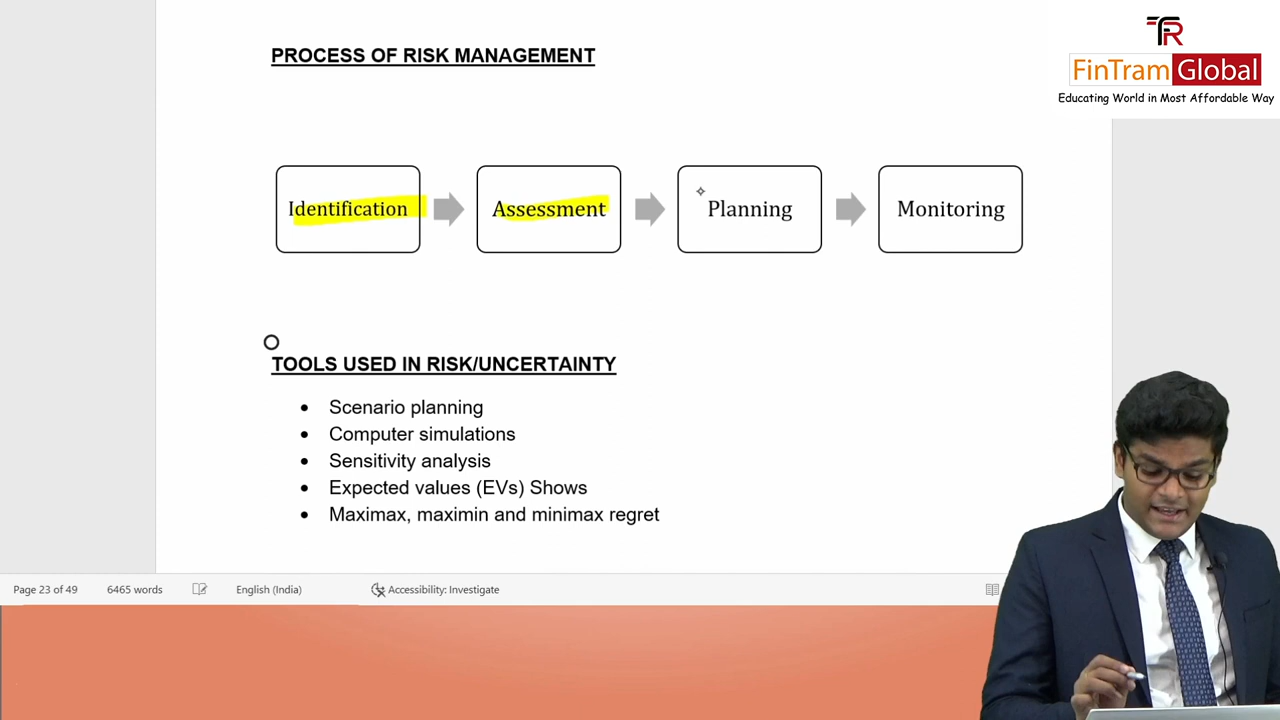 PROCESS OF RISK MANAGEMENT
TR
FinTram Global
Educating World in Most Affordable Way
Identification
Assessment
Planning
Monitoring
TOOLS USED IN RISK/UNCERTAINTY
• Scenario planning
• Computer simulations
• Sensitivity analysis
• Expected values (EVs) Shows
• Maximax, maximin and minimax regret
Page 23 of 49 6465 words English (India) Accessibility: Investigate